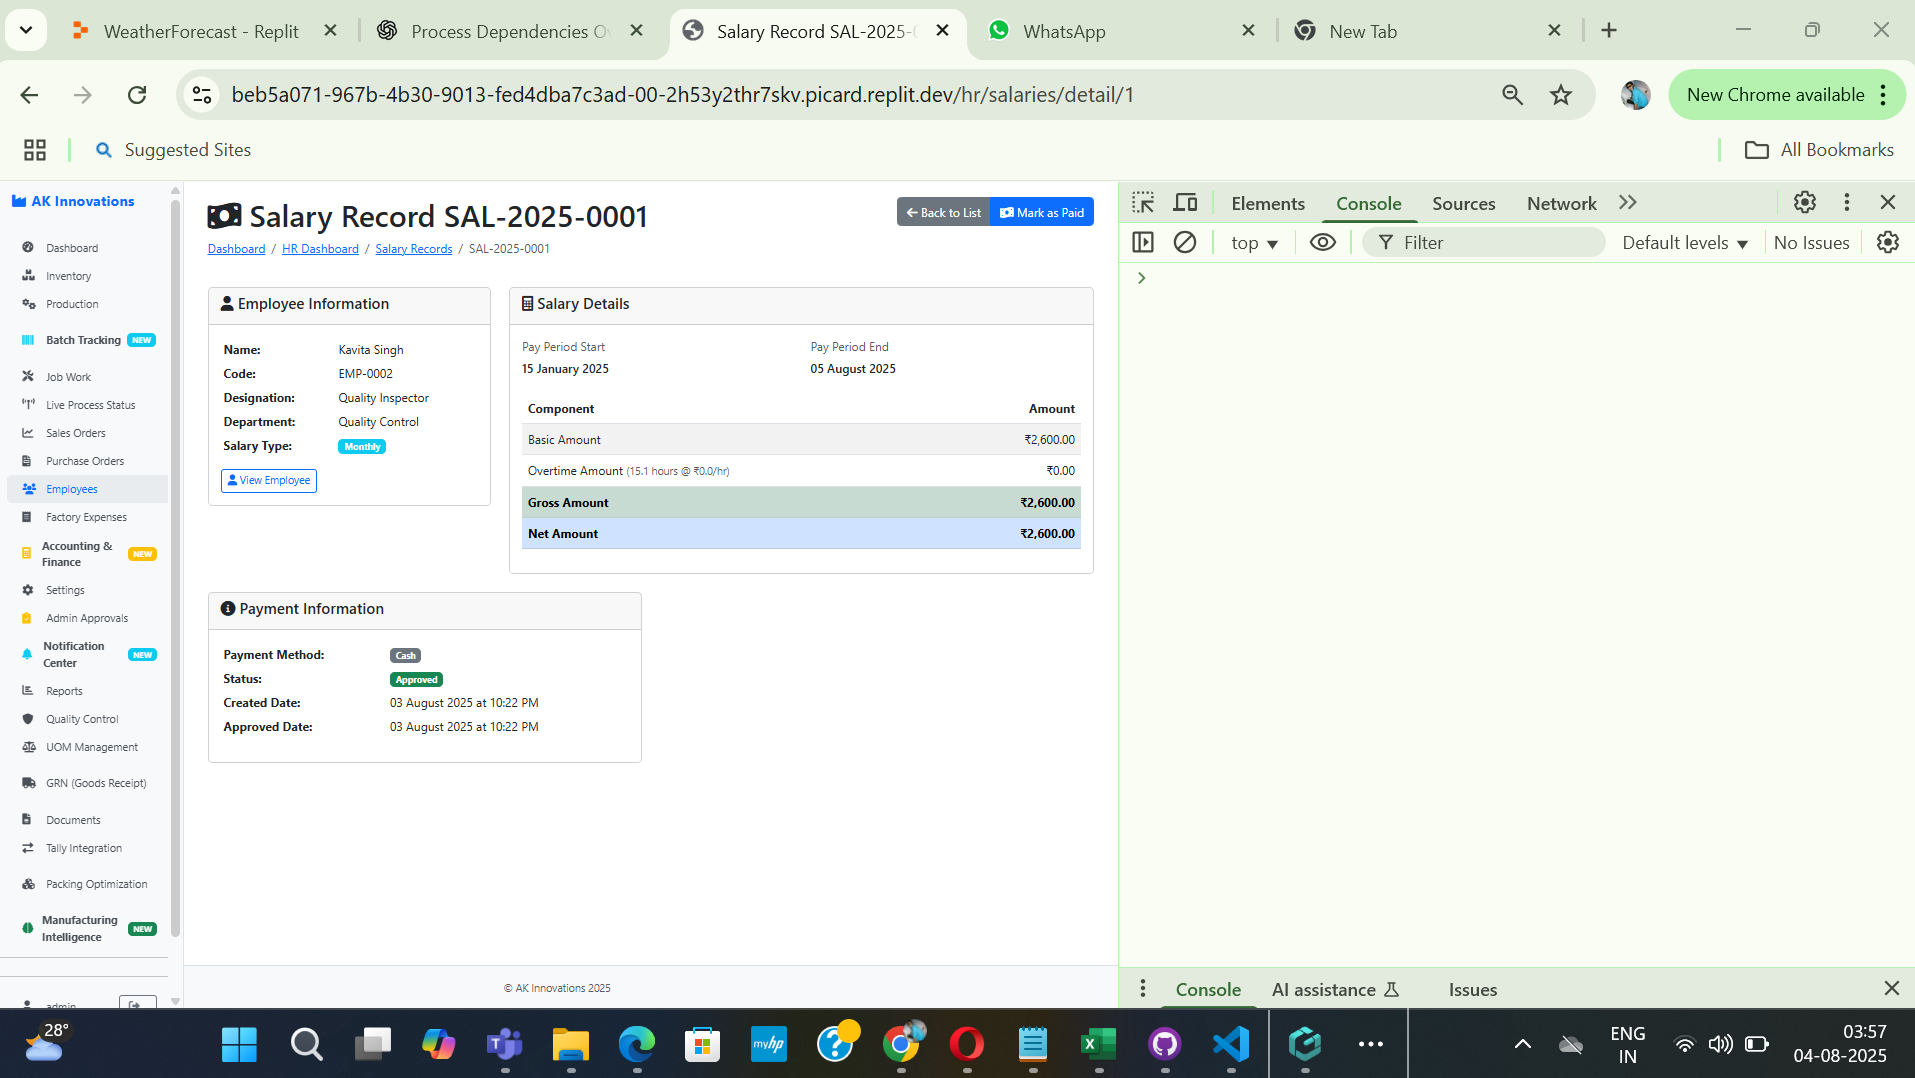 WeatherForecast - Replit
Process Dependencies O
Salary Record SAL-2025-
WhatsApp
New Tab
beb5a071-967b-4b30-9013-fed4dba7c3ad-00-2h53y2thr7skv.picard.replit.dev/hr/salaries/detail/1
New Chrome available
Suggested Sites
All Bookmarks
AK Innovations
Dashboard
Inventory
Production
Batch Tracking NEW
Job Work
Live Process Status
Sales Orders
Purchase Orders
Employees
Factory Expenses
Accounting &
Finance
NEW
Settings
Admin Approvals
Notification
Center
NEW
Reports
Quality Control
UOM Management
GRN (Goods Receipt)
Documents
Tally Integration
Packing Optimization
Manufacturing
Intelligence
NEW
admin
Salary Record SAL-2025-0001
Back to List
Mark as Paid
Dashboard / HR Dashboard / Salary Records / SAL-2025-0001
Employee Information
Name: Kavita Singh
Code: EMP-0002
Designation: Quality Inspector
Department: Quality Control
Salary Type: Monthly
View Employee
Salary Details
Pay Period Start
15 January 2025
Pay Period End
05 August 2025
Component Amount
Basic Amount ₹2,600.00
Overtime Amount (15.1 hours @ ₹0.0/hr) ₹0.00
Gross Amount ₹2,600.00
Net Amount ₹2,600.00
Payment Information
Payment Method: Cash
Status: Approved
Created Date: 03 August 2025 at 10:22 PM
Approved Date: 03 August 2025 at 10:22 PM
© AK Innovations 2025
Elements
Console
Sources
Network
top
Filter
Default levels
No Issues
Console
AI assistance
Issues
28°
myhp
ENG
IN
03:57
04-08-2025